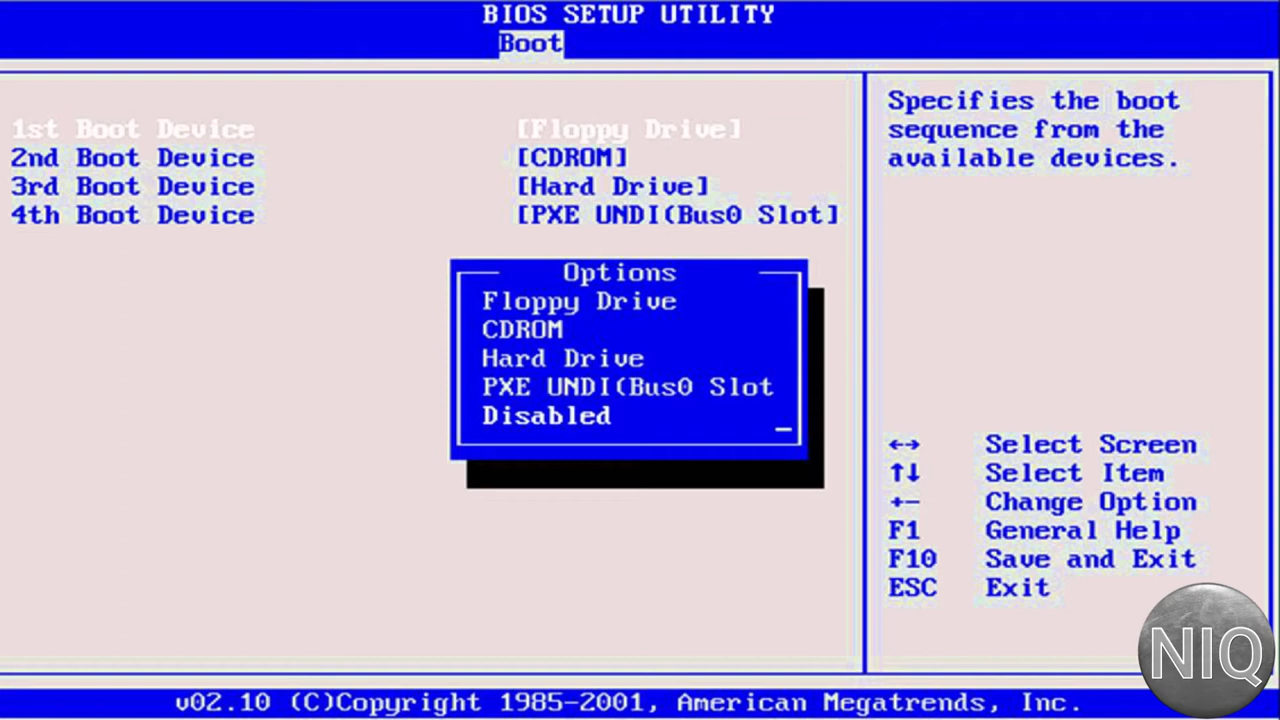 BIOS SETUP UTILITY
Boot
1st Boot Device [Floppy Drive]
2nd Boot Device [CDROM]
3rd Boot Device [Hard Drive]
4th Boot Device [PXE UNDI(Bus0 Slot]
Options
Floppy Drive
CDROM
Hard Drive
PXE UNDI(Bus0 Slot
Disabled
Specifies the boot
sequence from the
available devices.
↔ Select Screen
↑↓ Select Item
+- Change Option
F1 General Help
F10 Save and Exit
ESC Exit
NIQ
v02.10 (C)Copyright 1985-2001, American Megatrends, Inc.